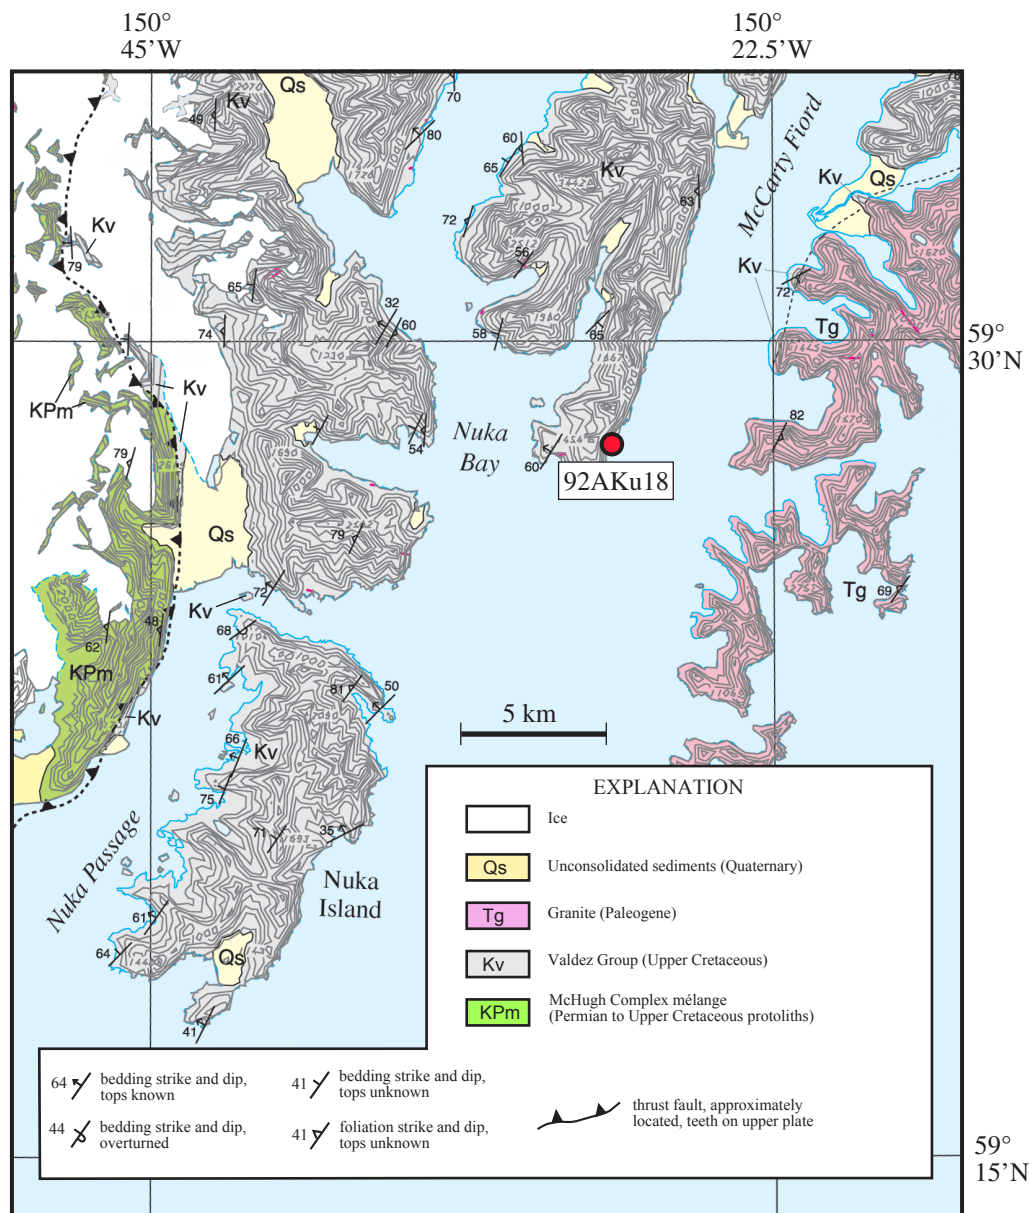 150°
45’W
150°
22.5’W
Qs
Kv
49
70
80
60
65
Kv
McCarty Fiord
Kv
Qs
63
72
56
Kv
79
65
Kv
72
32
60
74
58
65
Tg
59°
30’N
Kv
KPm
82
79
54
Nuka
Bay
60
92AKu18
Qs
79
72
Kv
Tg
69
48
62
KPm
68
61
81
50
Kv
5 km
66
Kv
75
71
35
Nuka Passage
Nuka
Island
61
64
Qs
41
EXPLANATION
Ice
Qs
Unconsolidated sediments (Quaternary)
Tg
Granite (Paleogene)
Kv
Valdez Group (Upper Cretaceous)
KPm
McHugh Complex mélange
(Permian to Upper Cretaceous protoliths)
64
bedding strike and dip,
tops known
41
bedding strike and dip,
tops unknown
44
bedding strike and dip,
overturned
41
foliation strike and dip,
tops unknown
thrust fault, approximately
located, teeth on upper plate
59°
15’N